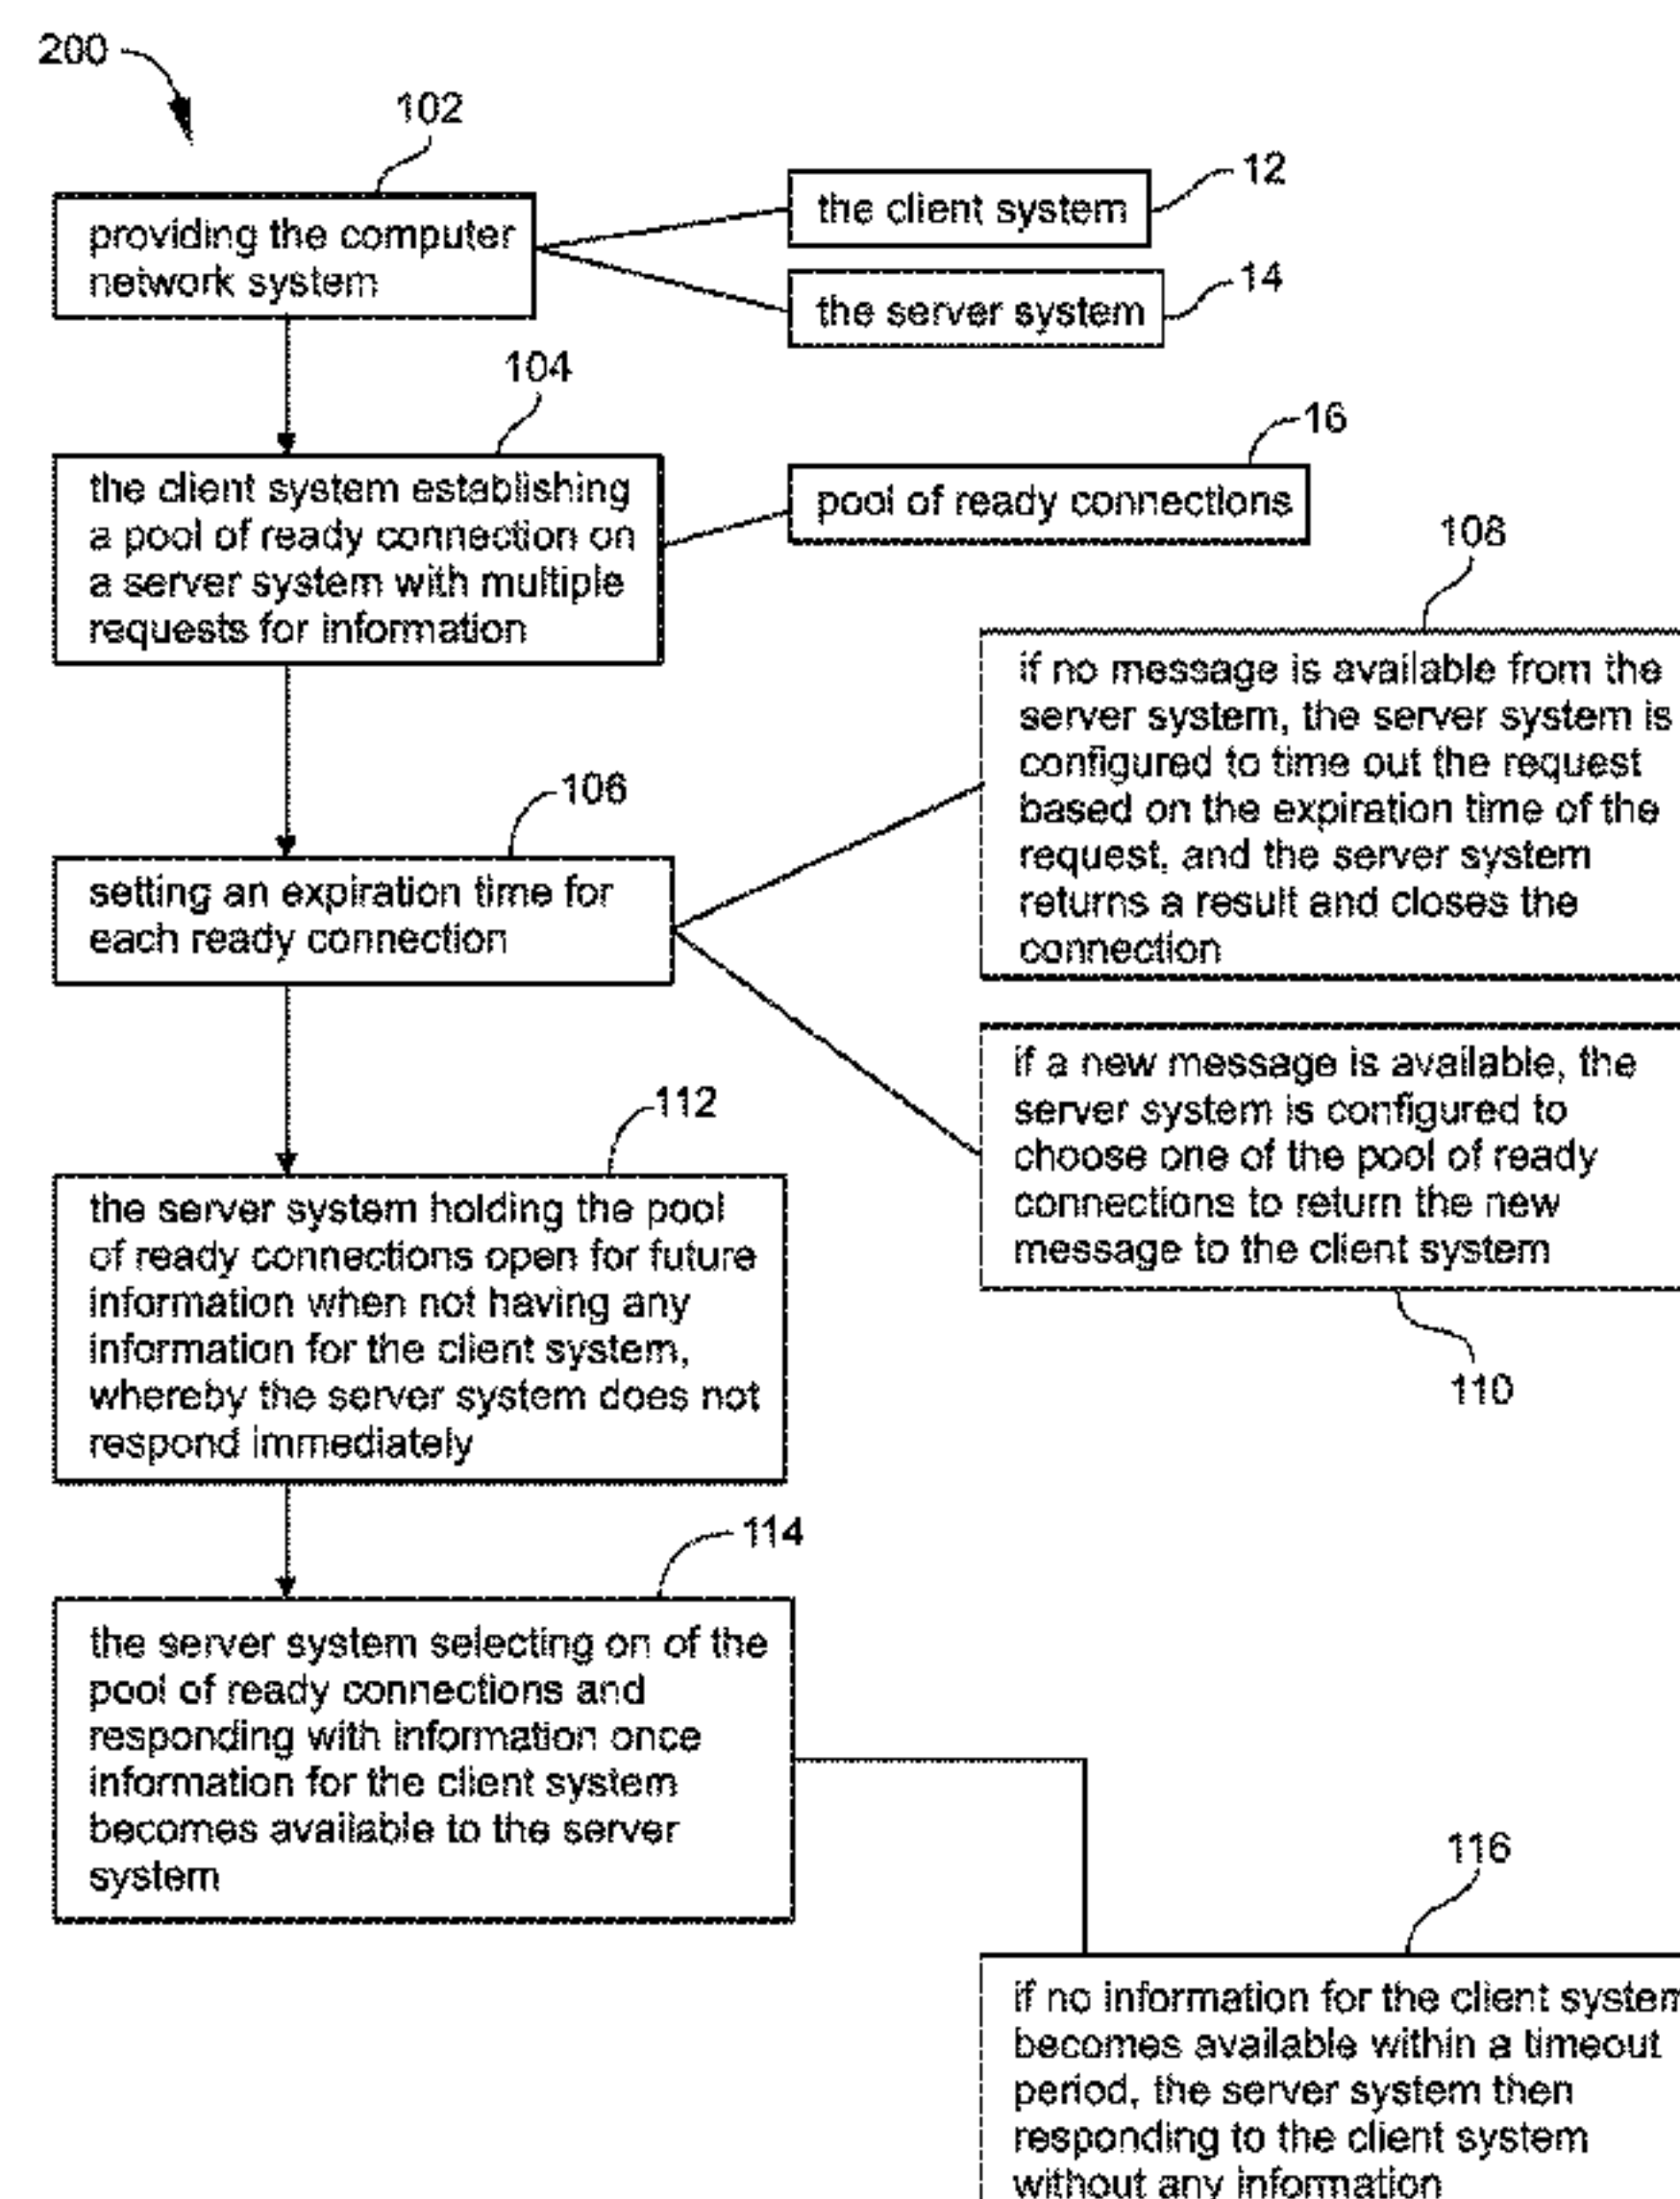 200
102
providing the computer
network system
the client system
12
the server system
14
104
the client system establishing
a pool of ready connection on
a server system with multiple
requests for information
16
pool of ready connections
108
if no message is available from the
server system, the server system is
configured to time out the request
based on the expiration time of the
request, and the server system
returns a result and closes the
connection
106
setting an expiration time for
each ready connection
if a new message is available, the
server system is configured to
choose one of the pool of ready
connections to return the new
message to the client system
110
112
the server system holding the pool
of ready connections open for future
information when not having any
information for the client system,
whereby the server system does not
respond immediately
114
the server system selecting on of the
pool of ready connections and
responding with information once
information for the client system
becomes available to the server
system
116
if no information for the client system
becomes available within a timeout
period, the server system then
responding to the client system
without any information